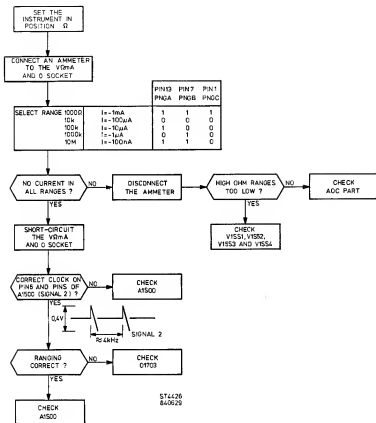 SET THE
INSTRUMENT IN
POSITION Ω
CONNECT AN AMMETER
TO THE VΩmA
AND 0 SOCKET
PIN13 PIN7 PIN1
PNGA PNGB PNGC
SELECT RANGE 1000Ω I=-1mA 1 1 1
10k I=-100µA 0 0 0
100k I=-10µA 1 0 0
1000k I=-1µA 0 1 0
10M I=-100nA 1 1 0
NO CURRENT IN
ALL RANGES ?
NO
DISCONNECT
THE AMMETER
HIGH OHM RANGES
TOO LOW ?
NO
CHECK
ADC PART
YES
YES
SHORT-CIRCUIT
THE VΩmA
AND 0 SOCKET
CHECK
V1551, V1552,
V1553 AND V1554
CORRECT CLOCK ON
PIN8 AND PINS OF
A1500 (SIGNAL 2) ?
NO
CHECK
A1500
YES
0,4V
SIGNAL 2
≈4kHz
RANGING
CORRECT ?
NO
CHECK
O1703
YES
CHECK
A1500
ST4426
840629